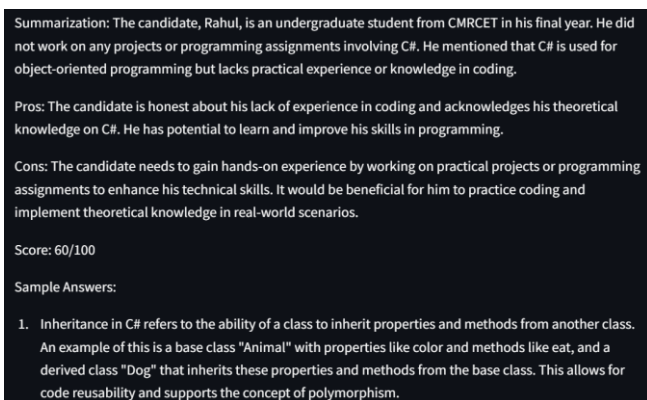 Summarization: The candidate, Rahul, is an undergraduate student from CMRCET in his final year. He did
not work on any projects or programming assignments involving C#. He mentioned that C# is used for
object-oriented programming but lacks practical experience or knowledge in coding.
Pros: The candidate is honest about his lack of experience in coding and acknowledges his theoretical
knowledge on C#. He has potential to learn and improve his skills in programming.
Cons: The candidate needs to gain hands-on experience by working on practical projects or programming
assignments to enhance his technical skills. It would be beneficial for him to practice coding and
implement theoretical knowledge in real-world scenarios.
Score: 60/100
Sample Answers:
1. Inheritance in C# refers to the ability of a class to inherit properties and methods from another class.
An example of this is a base class "Animal" with properties like color and methods like eat, and a
derived class "Dog" that inherits these properties and methods from the base class. This allows for
code reusability and supports the concept of polymorphism.